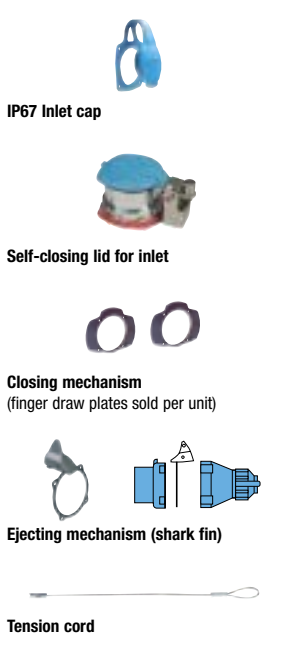 IP67 Inlet cap
Self-closing lid for inlet
Closing mechanism
(finger draw plates sold per unit)
Ejecting mechanism (shark fin)
Tension cord